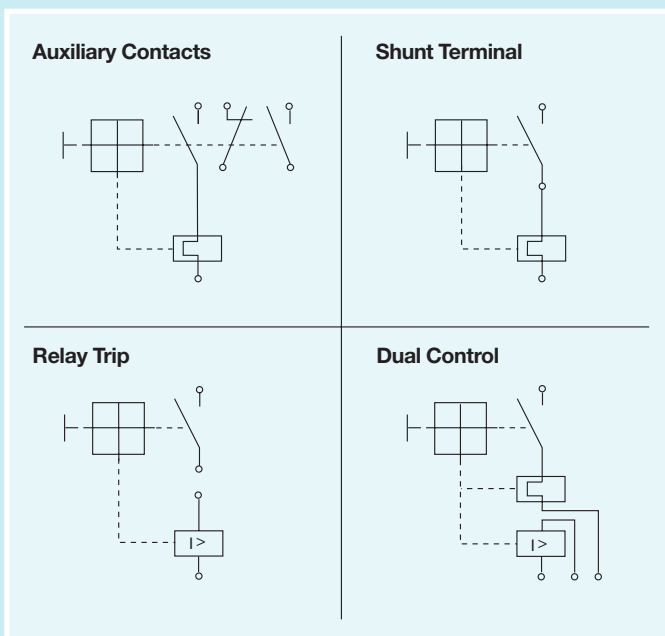 Auxiliary Contacts
Shunt Terminal
Relay Trip
I >
Dual Control
I >